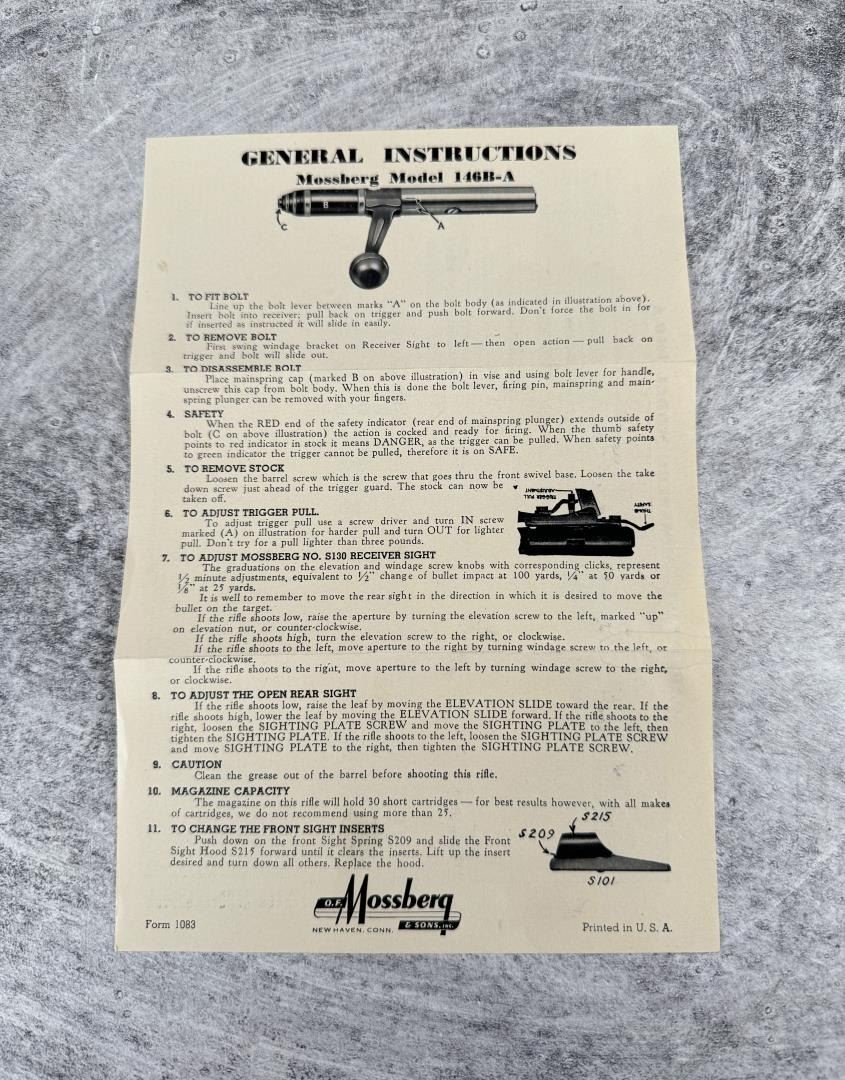 GENERAL INSTRUCTIONS
Mossberg Model 146B-A
B
C
A
1. TO FIT BOLT
Line up the bolt lever between marks "A" on the bolt body (as indicated in illustration above).
Insert bolt into receiver; pull back on trigger and push bolt forward. Don't force the bolt in for
if inserted as instructed it will slide in easily.
2. TO REMOVE BOLT
First swing windage bracket on Receiver Sight to left — then open action — pull back on
trigger and bolt will slide out.
3. TO DISASSEMBLE BOLT
Place mainspring cap (marked B on above illustration) in vise and using bolt lever for handle,
unscrew this cap from bolt body. When this is done the bolt lever, firing pin, mainspring and main-
spring plunger can be removed with your fingers.
4. SAFETY
When the RED end of the safety indicator (rear end of mainspring plunger) extends outside of
bolt (C on above illustration) the action is cocked and ready for firing. When the thumb safety
points to red indicator in stock it means DANGER, as the trigger can be pulled. When safety points
to green indicator the trigger cannot be pulled, therefore it is on SAFE.
5. TO REMOVE STOCK
Loosen the barrel screw which is the screw that goes thru the front swivel base. Loosen the take
down screw just ahead of the trigger guard. The stock can now be
taken off.
TRIGGER PULL
ADJUSTMENT
THUMB
SAFETY
6. TO ADJUST TRIGGER PULL.
To adjust trigger pull use a screw driver and turn IN screw
marked (A) on illustration for harder pull and turn OUT for lighter
pull. Don't try for a pull lighter than three pounds.
7. TO ADJUST MOSSBERG NO. S130 RECEIVER SIGHT
The graduations on the elevation and windage screw knobs with corresponding clicks, represent
½ minute adjustments, equivalent to ½" change of bullet impact at 100 yards, ¼" at 50 yards or
⅛" at 25 yards.
It is well to remember to move the rear sight in the direction in which it is desired to move the
bullet on the target.
If the rifle shoots low, raise the aperture by turning the elevation screw to the left, marked "up"
on elevation nut, or counter-clockwise.
If the rifle shoots high, turn the elevation screw to the right, or clockwise.
If the rifle shoots to the left, move aperture to the right by turning windage screw to the left, or
counter-clockwise.
If the rifle shoots to the right, move aperture to the left by turning windage screw to the right,
or clockwise.
8. TO ADJUST THE OPEN REAR SIGHT
If the rifle shoots low, raise the leaf by moving the ELEVATION SLIDE toward the rear. If the
rifle shoots high, lower the leaf by moving the ELEVATION SLIDE forward. If the rifle shoots to the
right, loosen the SIGHTING PLATE SCREW and move the SIGHTING PLATE to the left, then
tighten the SIGHTING PLATE. If the rifle shoots to the left, loosen the SIGHTING PLATE SCREW
and move SIGHTING PLATE to the right, then tighten the SIGHTING PLATE SCREW.
9. CAUTION
Clean the grease out of the barrel before shooting this rifle.
10. MAGAZINE CAPACITY
The magazine on this rifle will hold 30 short cartridges — for best results however, with all makes
of cartridges, we do not recommend using more than 25.
11. TO CHANGE THE FRONT SIGHT INSERTS
Push down on the front Sight Spring S209 and slide the Front
Sight Hood S215 forward until it clears the inserts. Lift up the insert
desired and turn down all others. Replace the hood.
S215
S209
S101
O.F. Mossberg
& SONS, INC.
NEW HAVEN, CONN.
Form 1083
Printed in U. S. A.